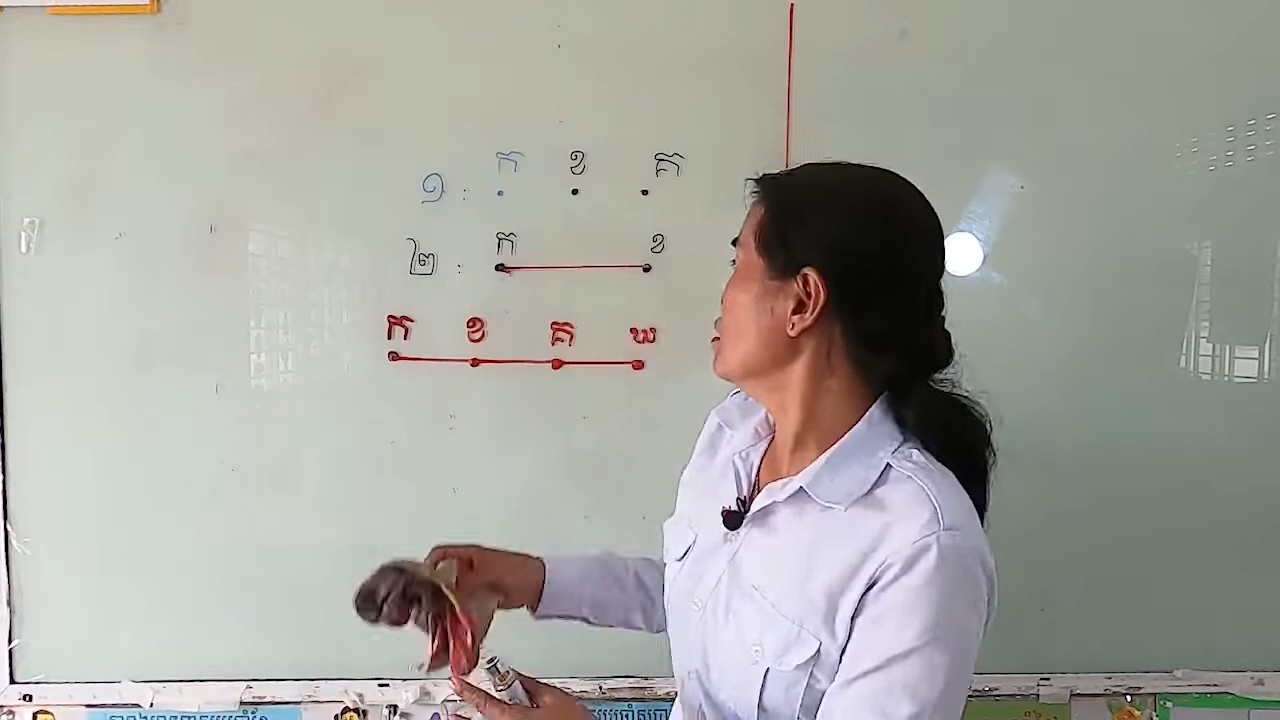 ១ : ក ខ គ
២ : ក ខ
ក ខ គ ឃ